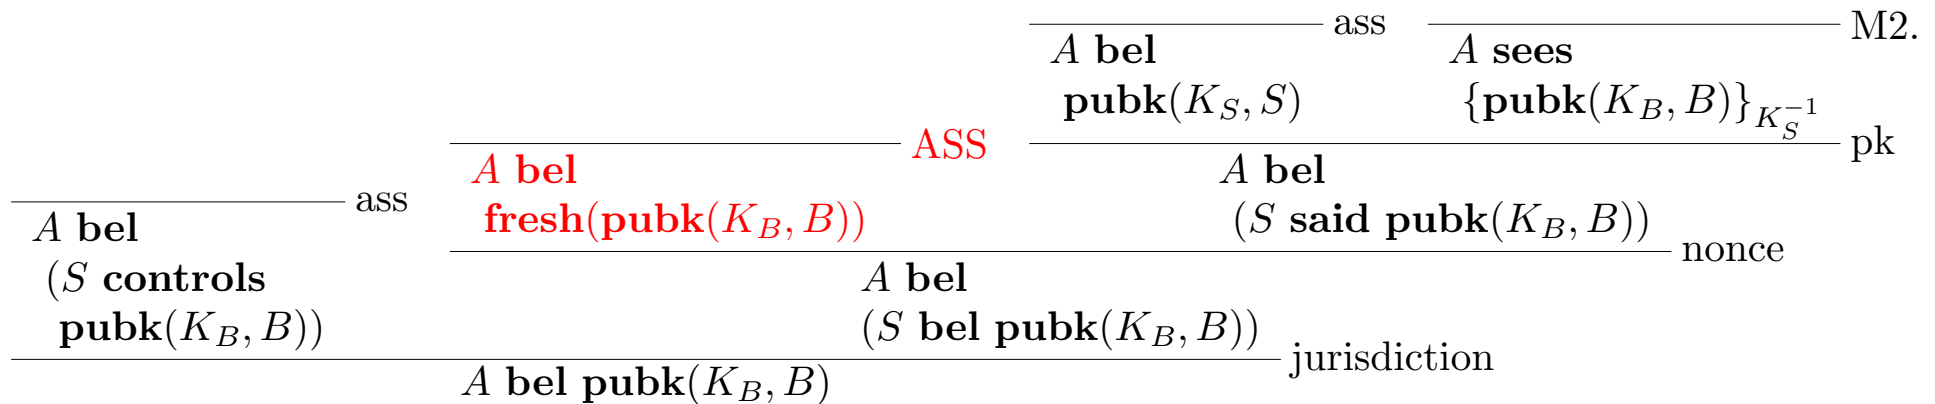 ass M2.
A bel A sees
pubk(K_S, S) {pubk(K_B, B)}_{K_S^{-1}}
ASS pk
A bel A bel
ass
fresh(pubk(K_B, B)) (S said pubk(K_B, B))
A bel
nonce
(S controls A bel
pubk(K_B, B)) (S bel pubk(K_B, B))
jurisdiction
A bel pubk(K_B, B)